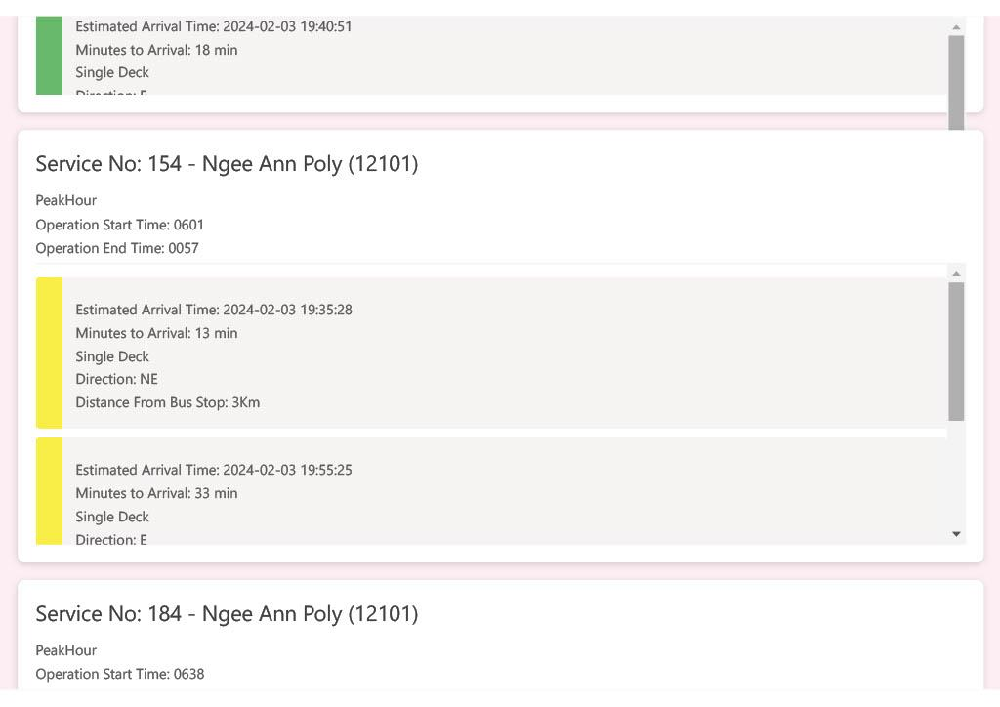 Estimated Arrival Time: 2024-02-03 19:40:51
Minutes to Arrival: 18 min
Single Deck
Direction: E
Service No: 154 - Ngee Ann Poly (12101)
PeakHour
Operation Start Time: 0601
Operation End Time: 0057
Estimated Arrival Time: 2024-02-03 19:35:28
Minutes to Arrival: 13 min
Single Deck
Direction: NE
Distance From Bus Stop: 3Km
Estimated Arrival Time: 2024-02-03 19:55:25
Minutes to Arrival: 33 min
Single Deck
Direction: E
Service No: 184 - Ngee Ann Poly (12101)
PeakHour
Operation Start Time: 0638